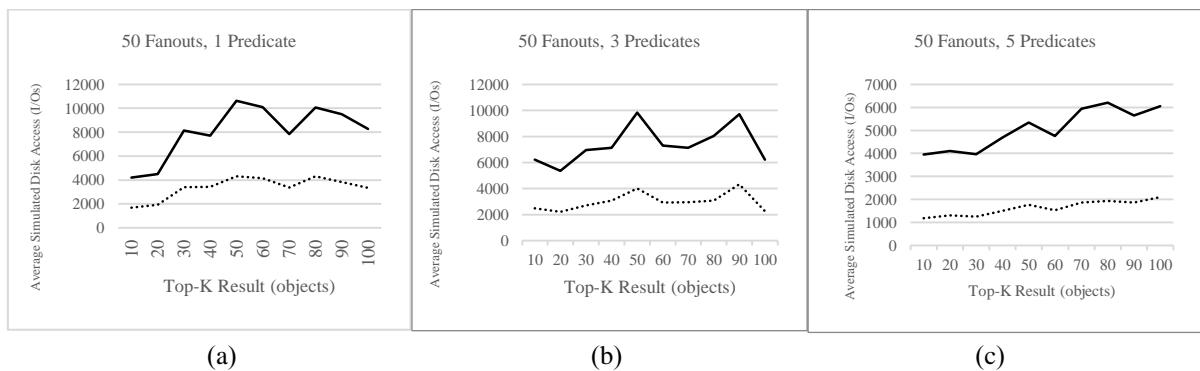 50 Fanouts, 1 Predicate
Average Simulated Disk Access (I/Os)
12000
10000
8000
6000
4000
2000
0
10 20 30 40 50 60 70 80 90 100
Top-K Result (objects)
(a)
50 Fanouts, 3 Predicates
Average Simulated Disk Access (I/Os)
12000
10000
8000
6000
4000
2000
0
10 20 30 40 50 60 70 80 90 100
Top-K Result (objects)
(b)
50 Fanouts, 5 Predicates
Average Simulated Disk Access (I/Os)
7000
6000
5000
4000
3000
2000
1000
0
10 20 30 40 50 60 70 80 90 100
Top-K Result (objects)
(c)